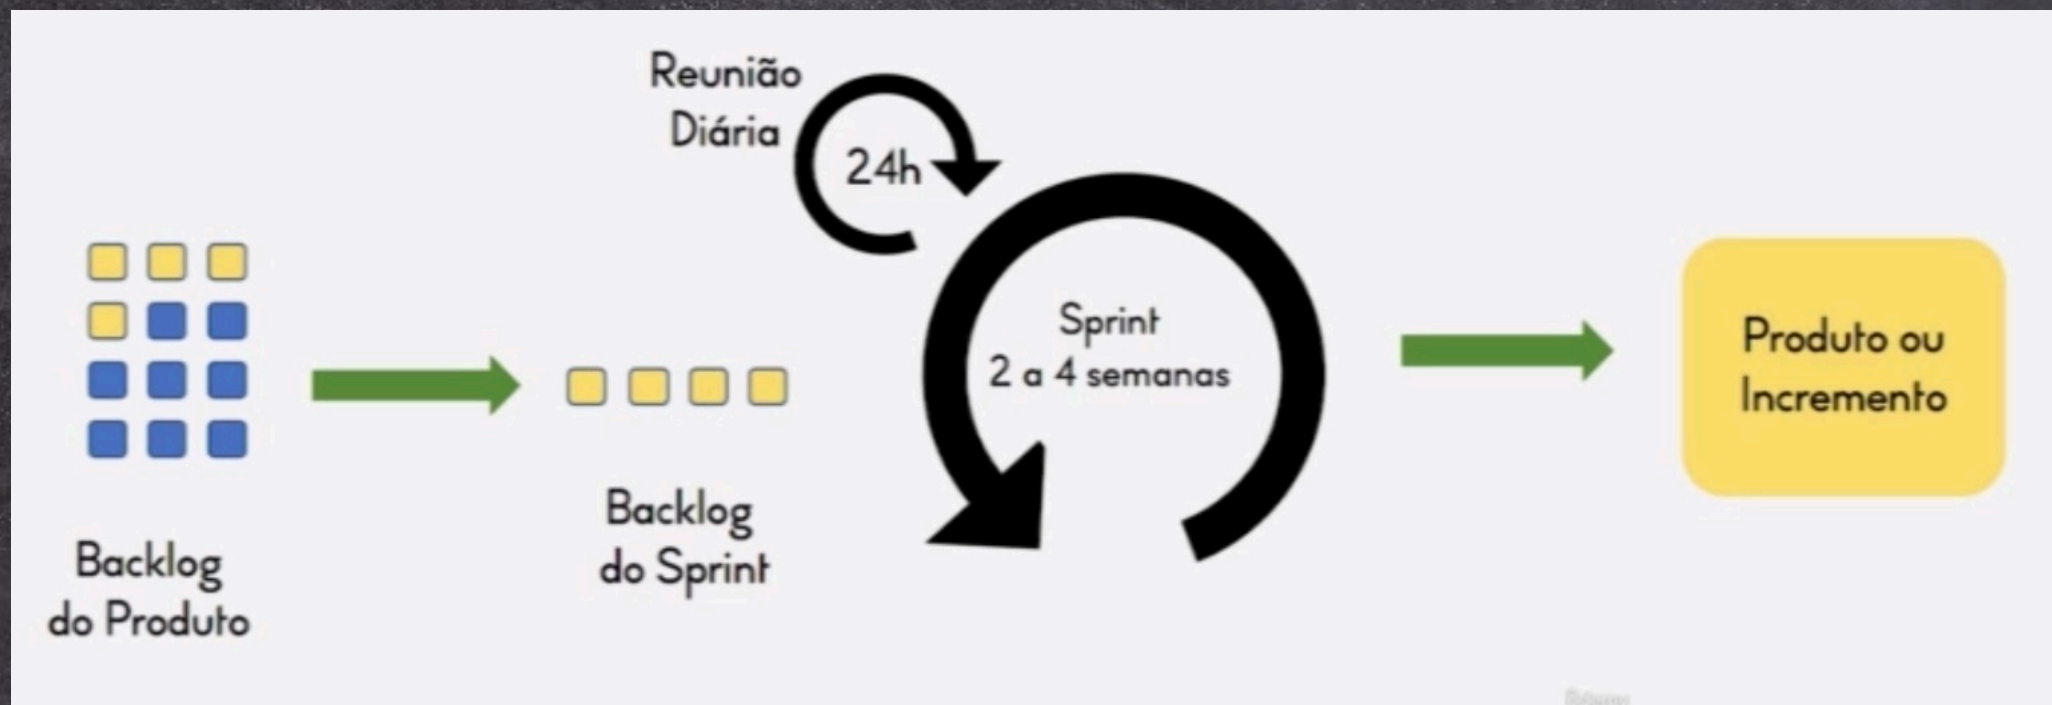 Reunião
Diária
24h
Sprint
2 a 4 semanas
Produto ou
Incremento
Backlog
do Sprint
Backlog
do Produto